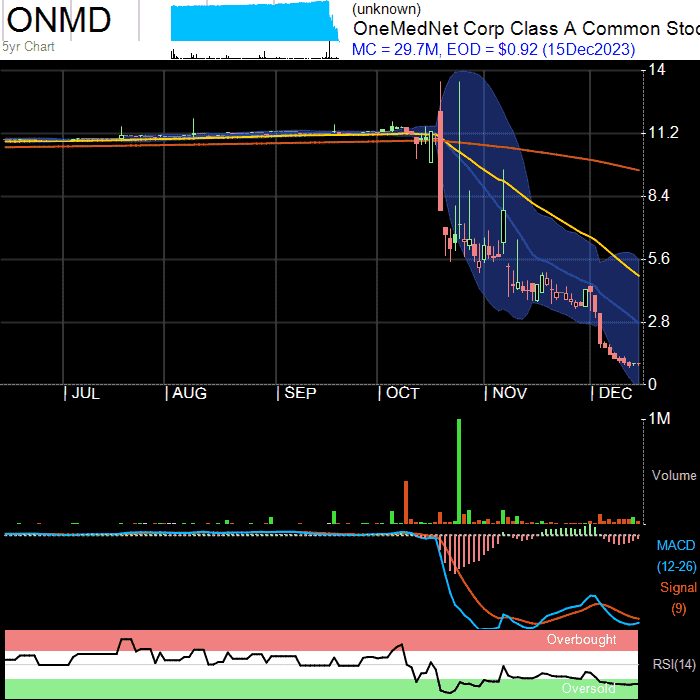 ONMD
5yr Chart
(unknown)
OneMedNet Corp Class A Common Stoc
MC = 29.7M, EOD = $0.92 (15Dec2023)
14
11.2
8.4
5.6
2.8
0
JUL AUG SEP OCT NOV DEC
1M
Volume
MACD
(12-26)
Signal
(9)
Overbought
RSI(14)
Oversold